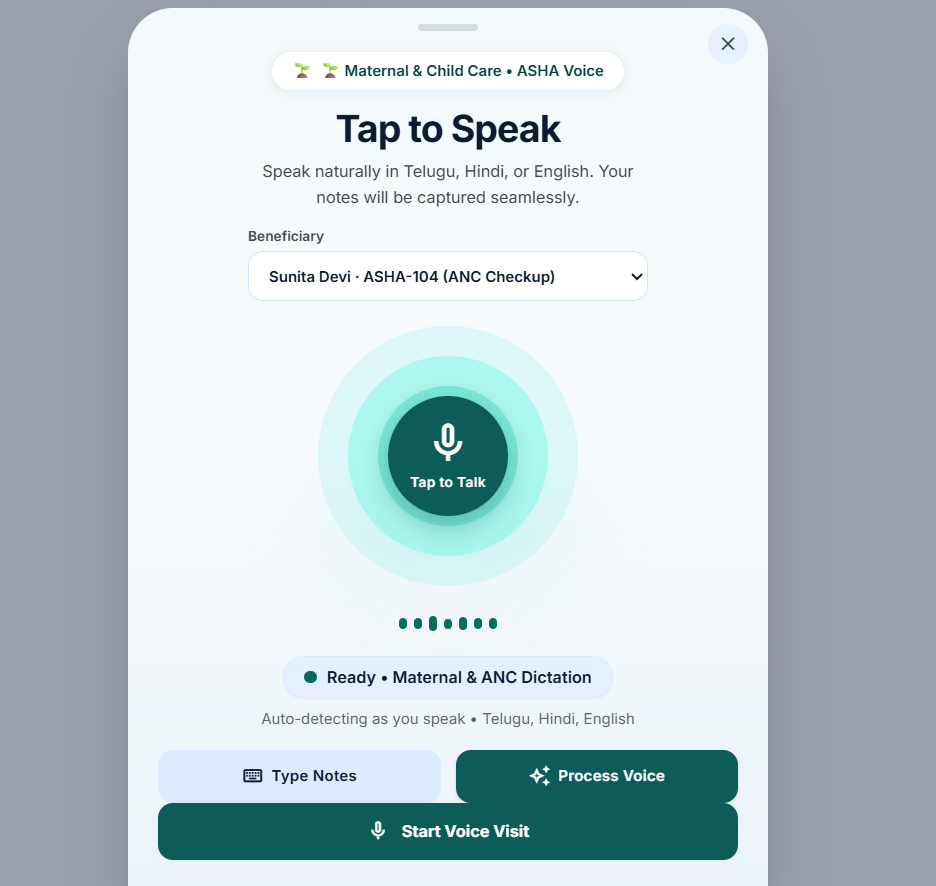 🌱 🌱 Maternal & Child Care • ASHA Voice
Tap to Speak
Speak naturally in Telugu, Hindi, or English. Your
notes will be captured seamlessly.
Beneficiary
Sunita Devi · ASHA-104 (ANC Checkup)
Tap to Talk
Ready • Maternal & ANC Dictation
Auto-detecting as you speak • Telugu, Hindi, English
Type Notes
Process Voice
Start Voice Visit